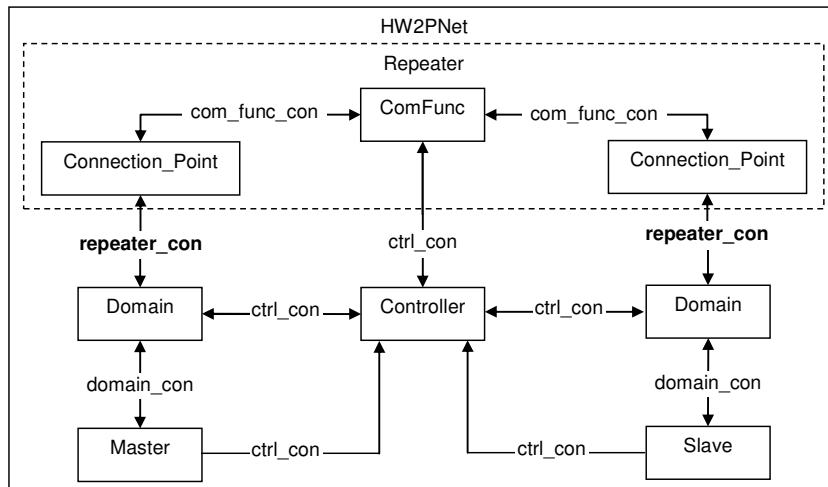 HW2PNet
Repeater
com_func_con
ComFunc
com_func_con
Connection_Point
Connection_Point
repeater_con
ctrl_con
repeater_con
Domain
ctrl_con
Controller
ctrl_con
Domain
domain_con
domain_con
Master
ctrl_con
ctrl_con
Slave